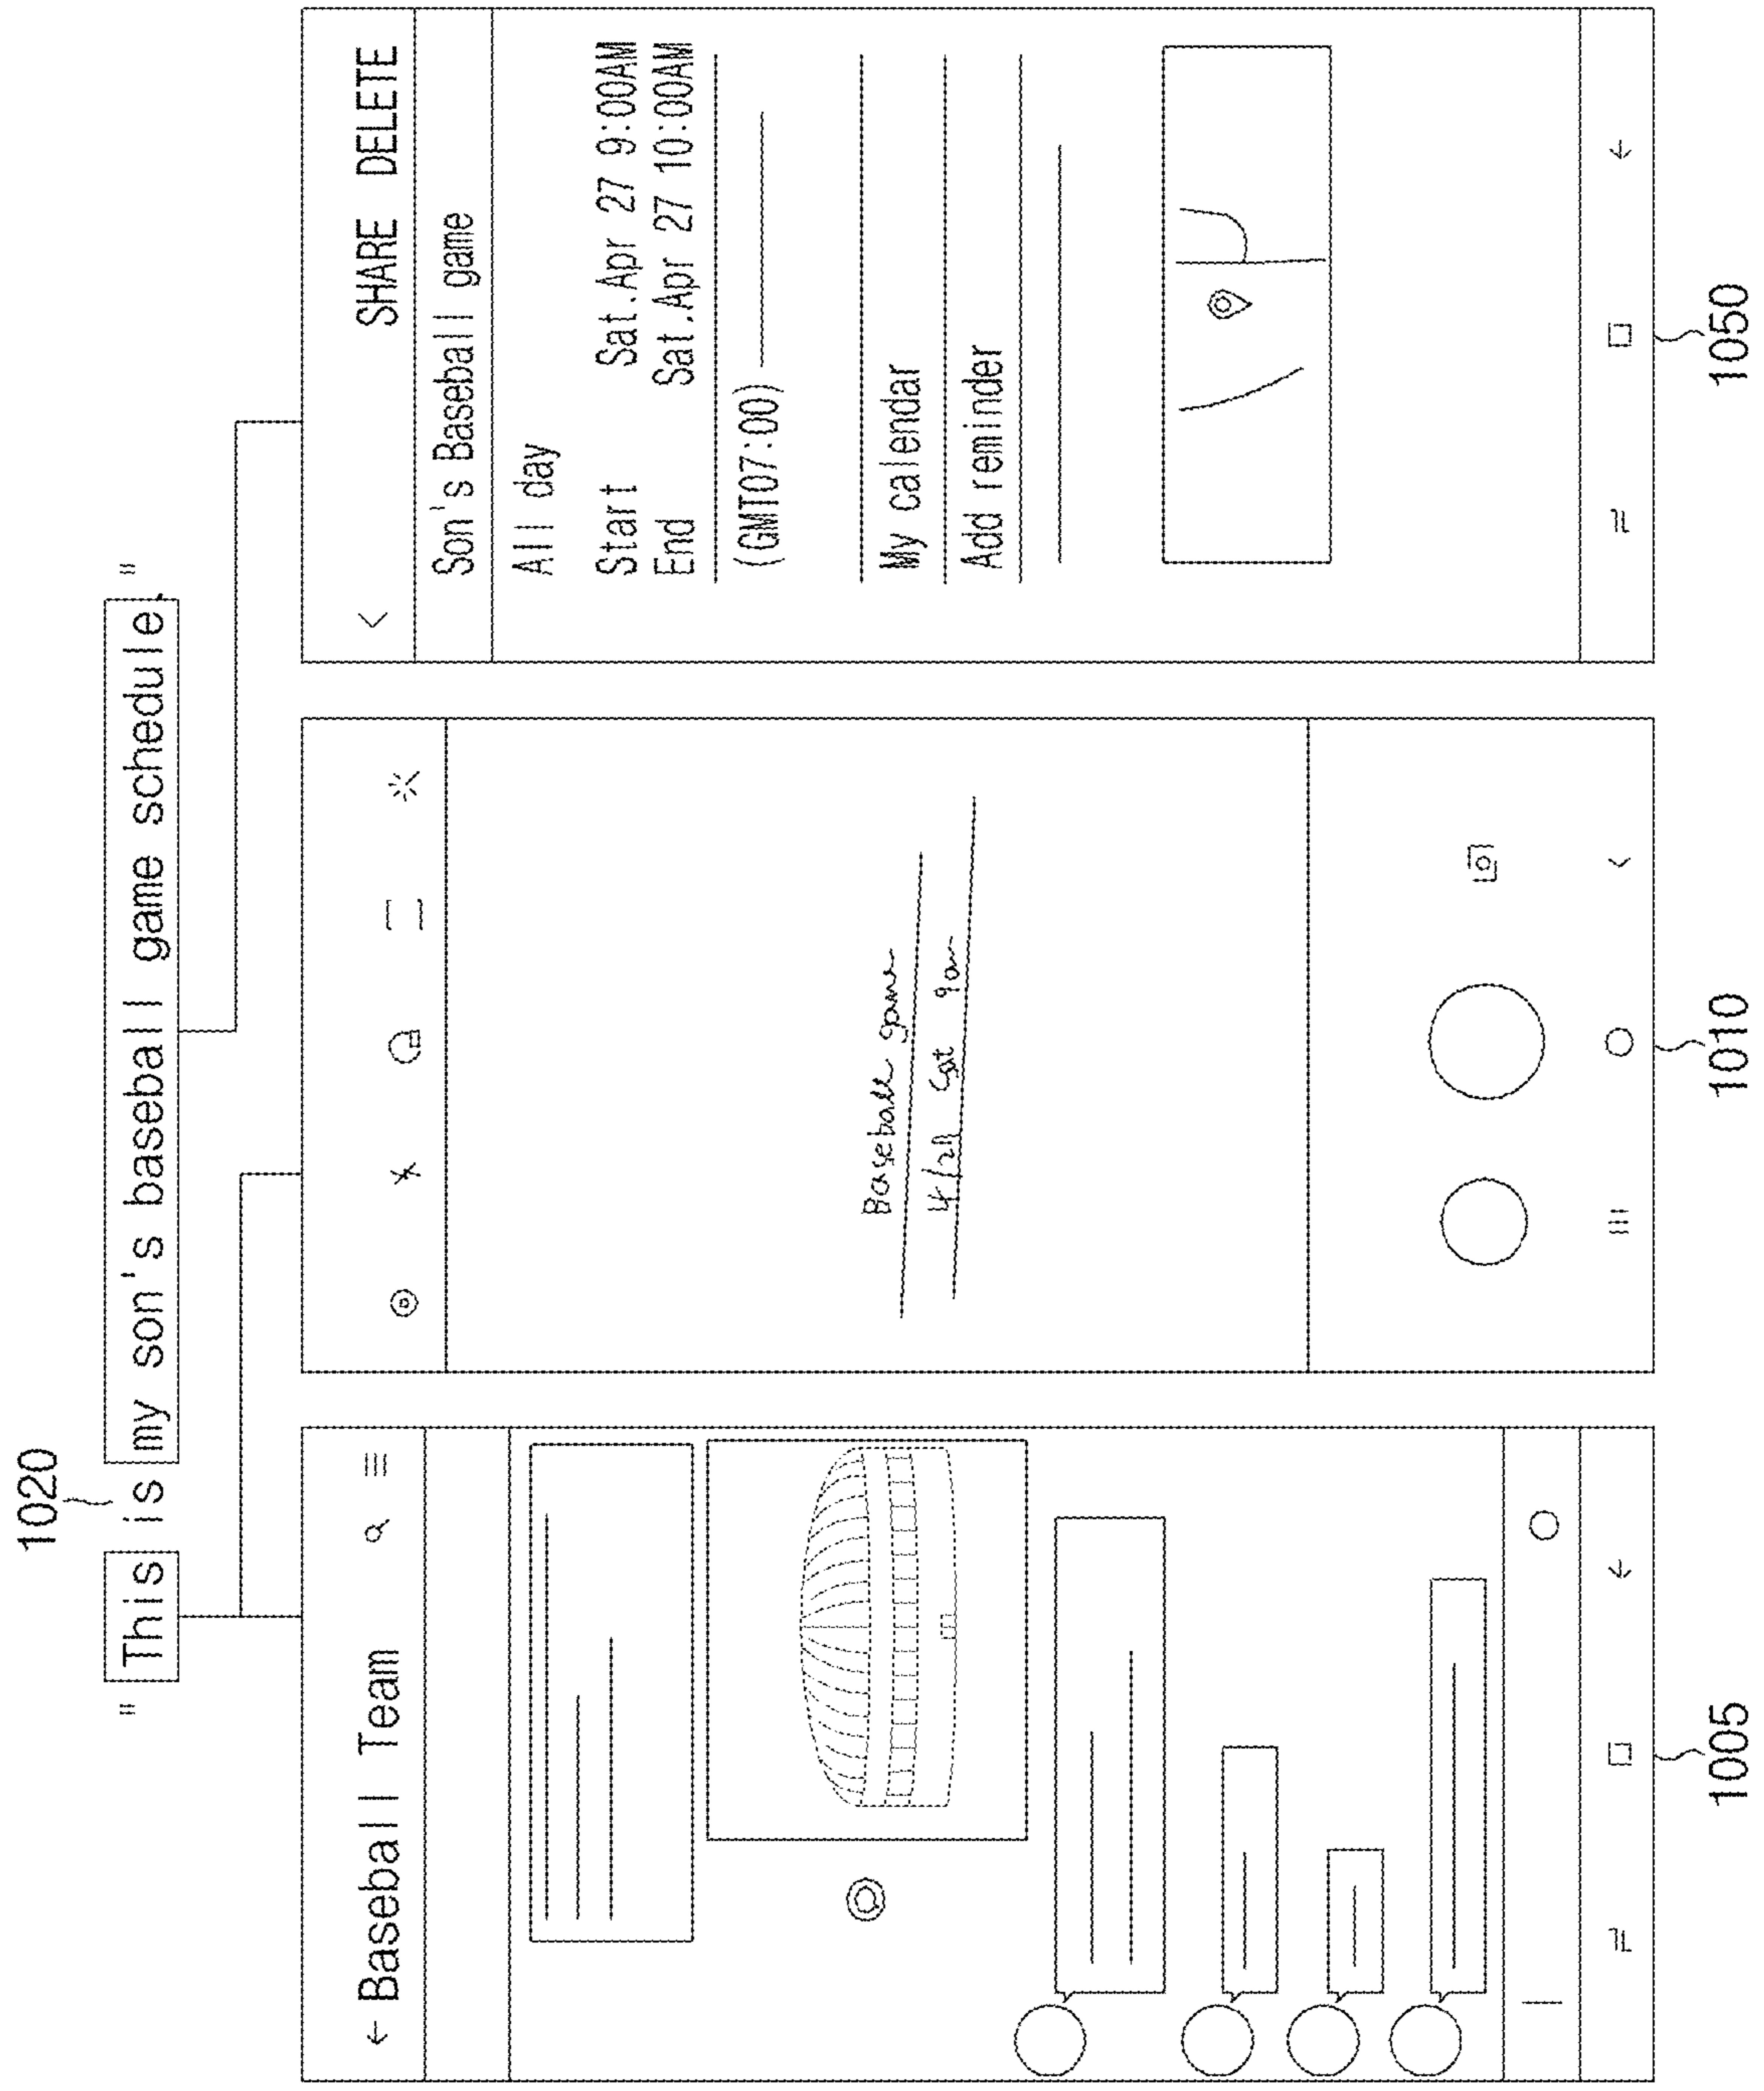 1020
"This is my son's baseball game schedule."
Baseball Team
1005
Baseball game
4/27 Sat 9am
1010
SHARE DELETE
Son's Baseball game
All day
Start Sat.Apr 27 9:00AM
End Sat.Apr 27 10:00AM
(GMT07:00)
My calendar
Add reminder
1050